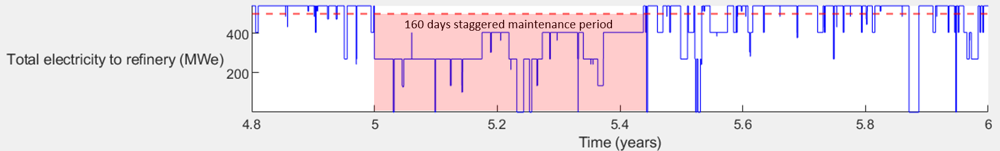 160 days staggered maintenance period
400
Total electricity to refinery (MWe)
200
4.8 5 5.2 5.4 5.6 5.8 6
Time (years)